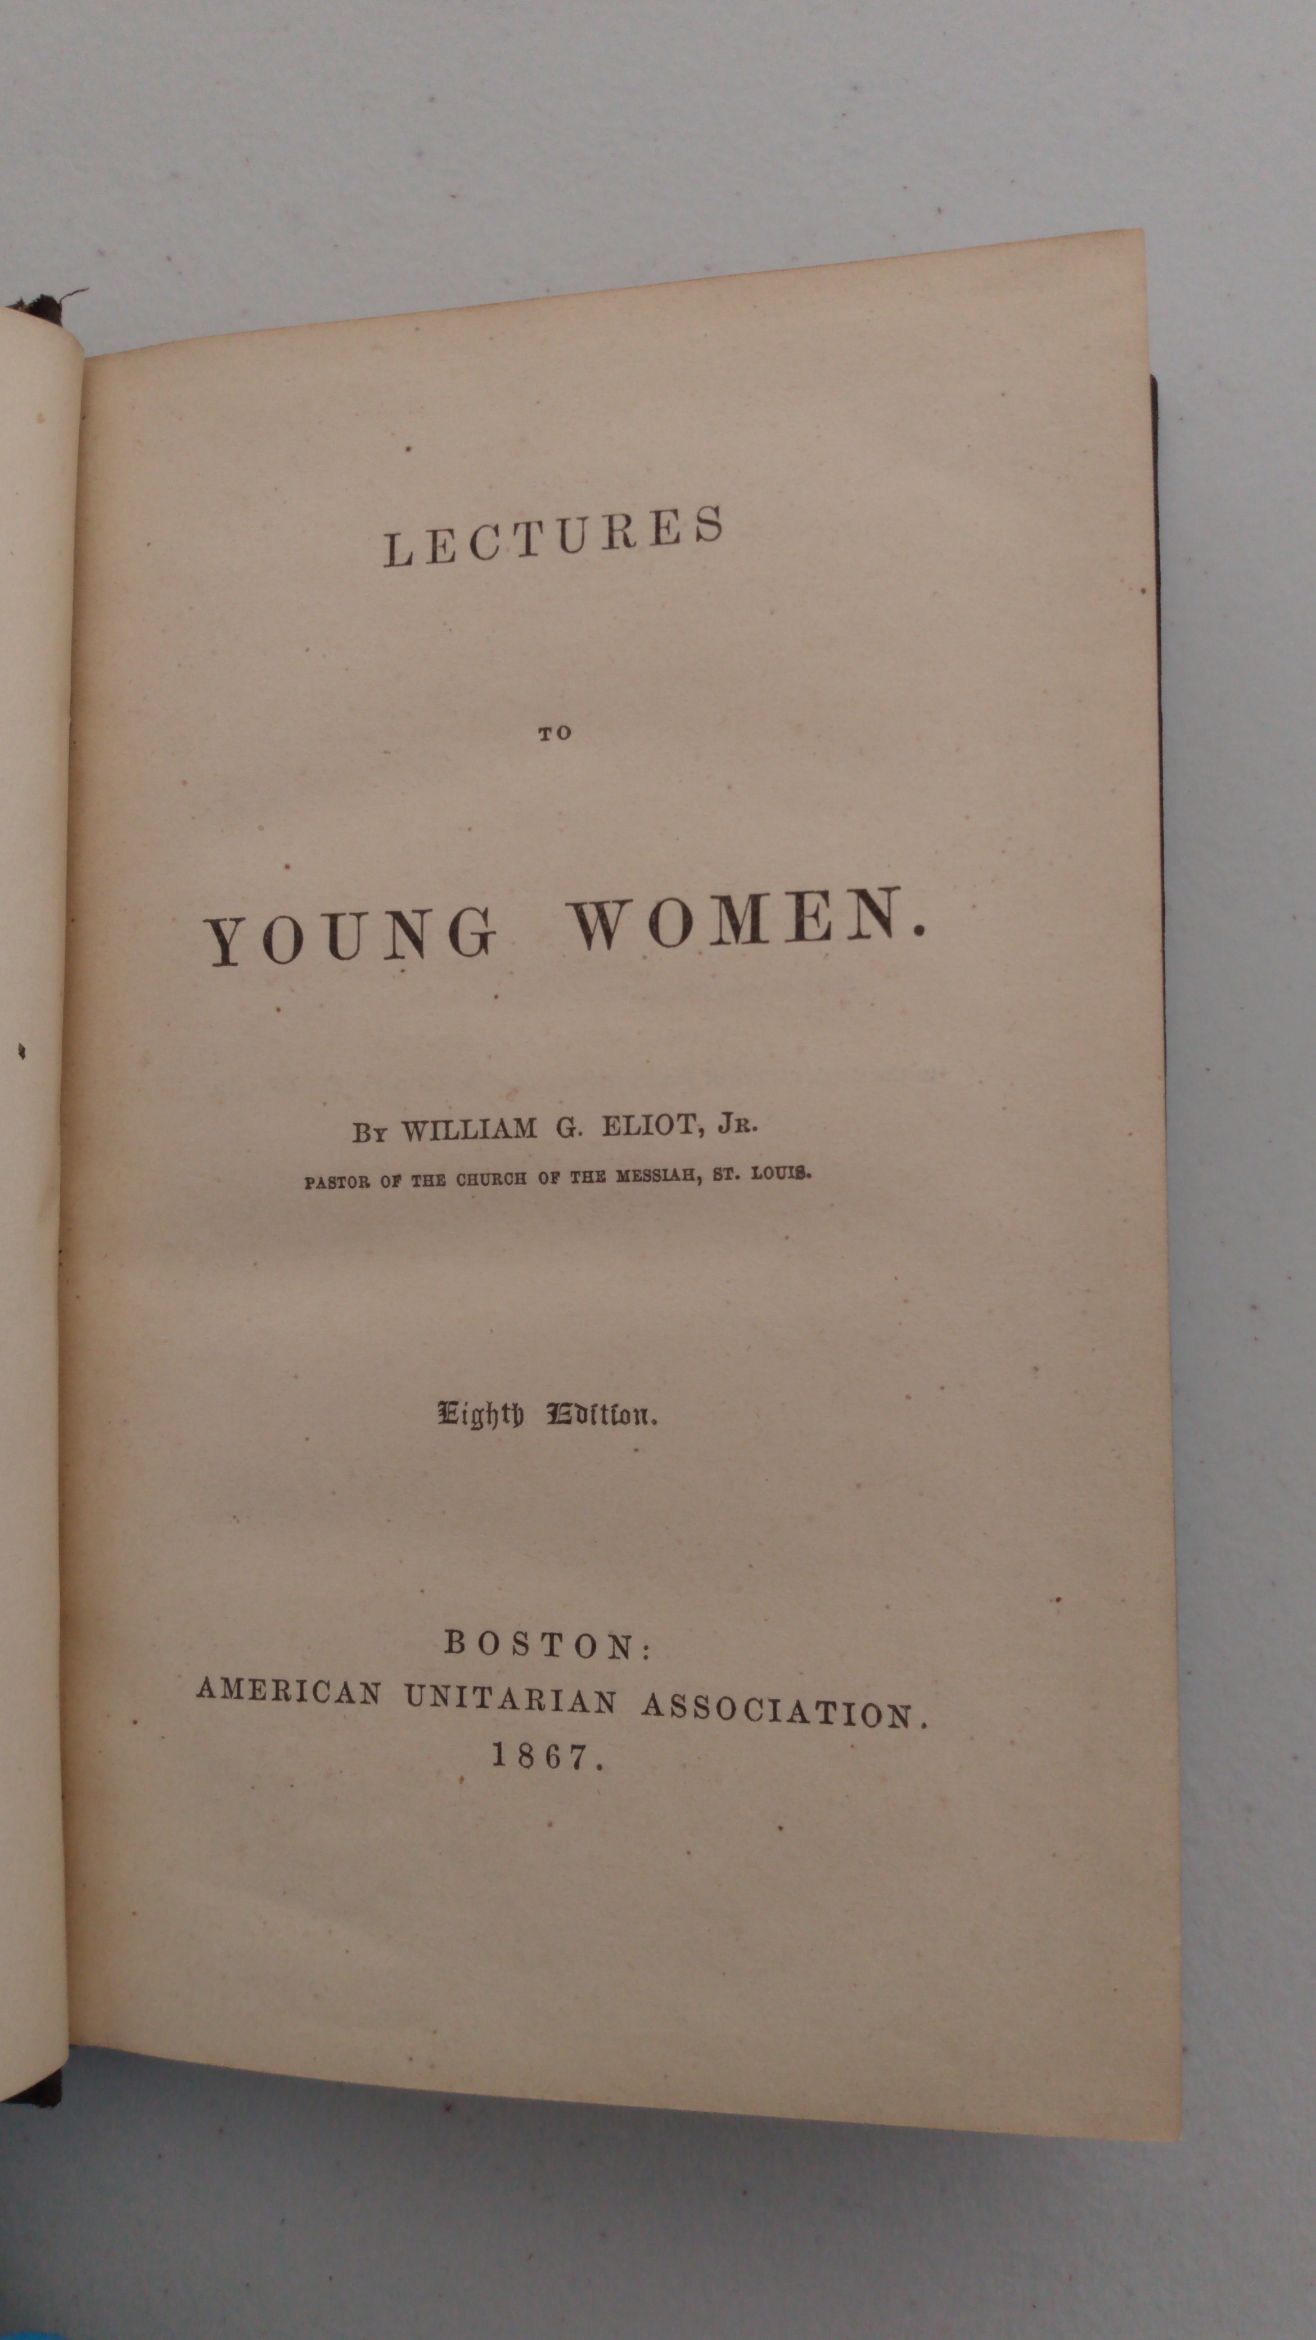 LECTURES
TO
YOUNG WOMEN.
BY WILLIAM G. ELIOT, JR.
PASTOR OF THE CHURCH OF THE MESSIAH, ST. LOUIS.
Eighth Edition.
BOSTON:
AMERICAN UNITARIAN ASSOCIATION.
1867.